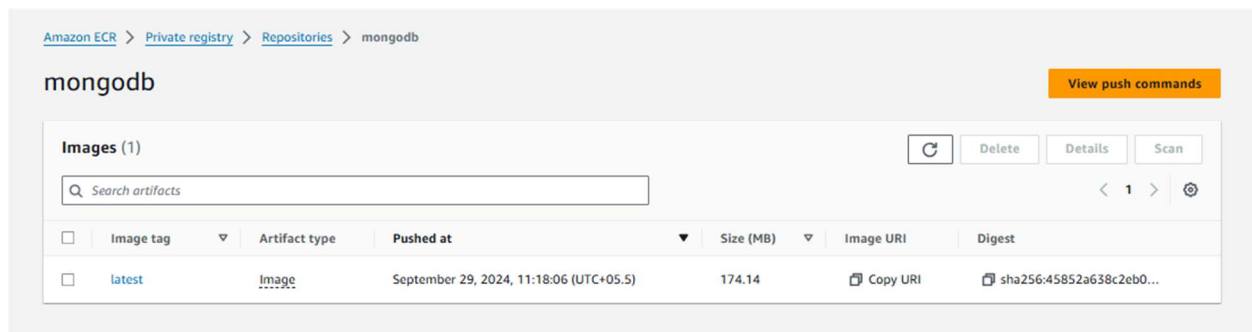 Amazon ECR > Private registry > Repositories > mongodb
mongodb
View push commands
Images (1)
Delete Details Scan
Search artifacts
< 1 >
Image tag Artifact type Pushed at Size (MB) Image URI Digest
latest Image September 29, 2024, 11:18:06 (UTC+05.5) 174.14 Copy URI sha256:45852a638c2eb0...